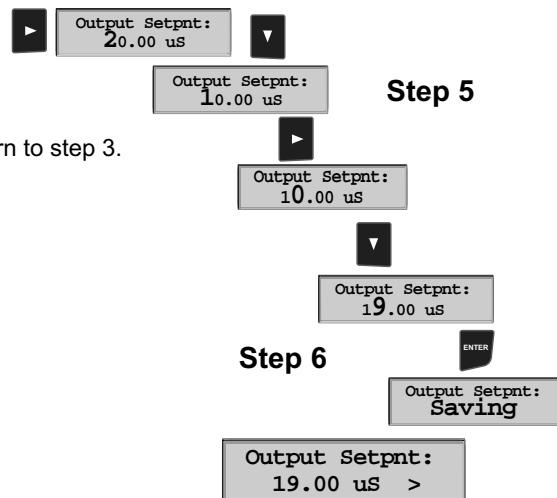 Output Setpnt:
20.00 uS
Output Setpnt:
10.00 uS
Step 5
rn to step 3.
Output Setpnt:
10.00 uS
Output Setpnt:
19.00 uS
Step 6
ENTER
Output Setpnt:
Saving
Output Setpnt:
19.00 uS >